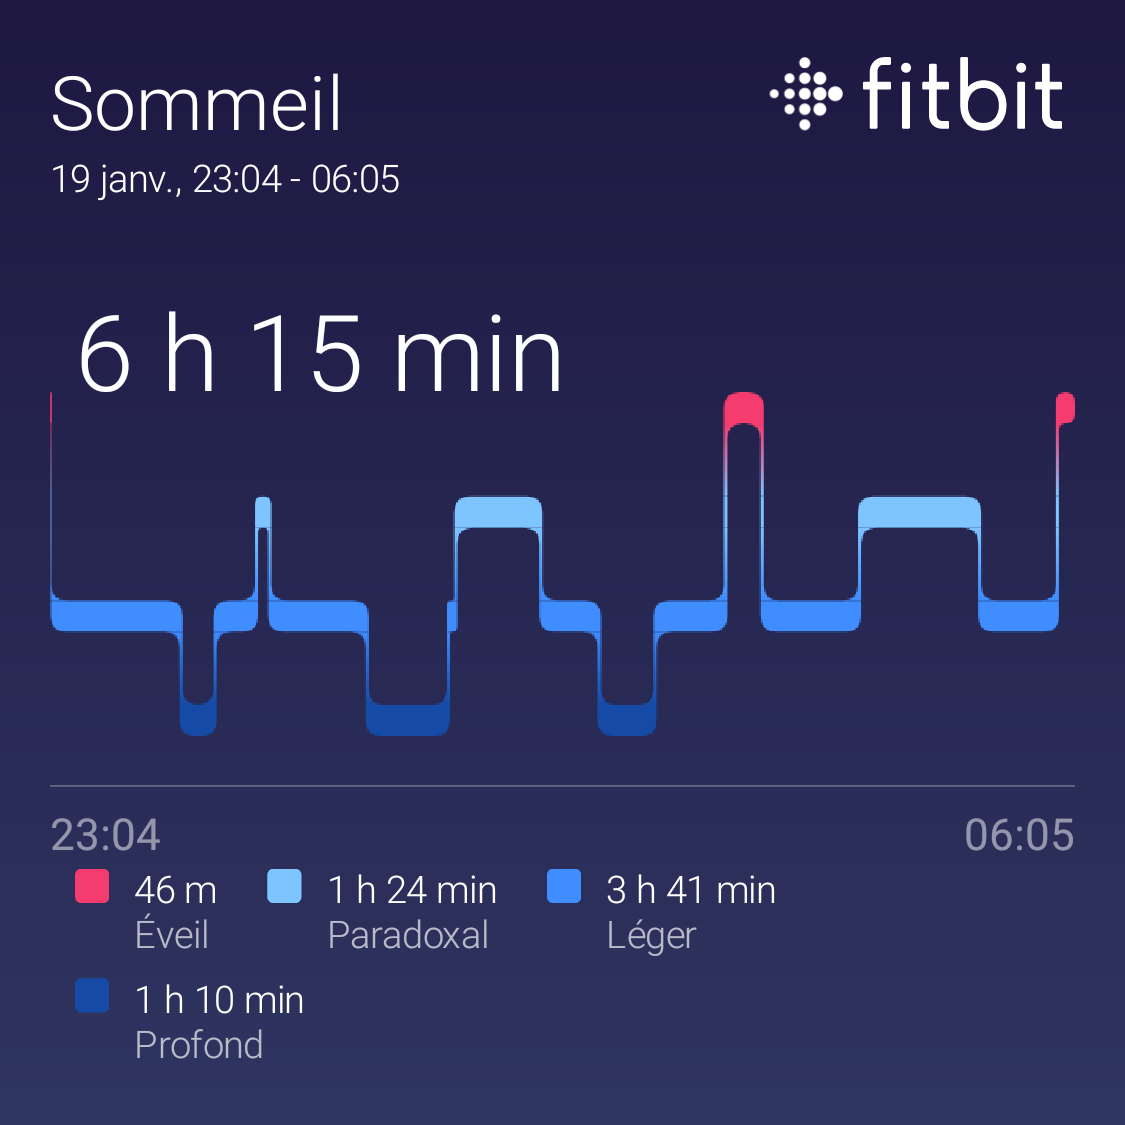 Sommeil
fitbit
19 janv., 23:04 - 06:05
6 h 15 min
23:04
06:05
46 m
1 h 24 min
3 h 41 min
Éveil
Paradoxal
Léger
1 h 10 min
Profond